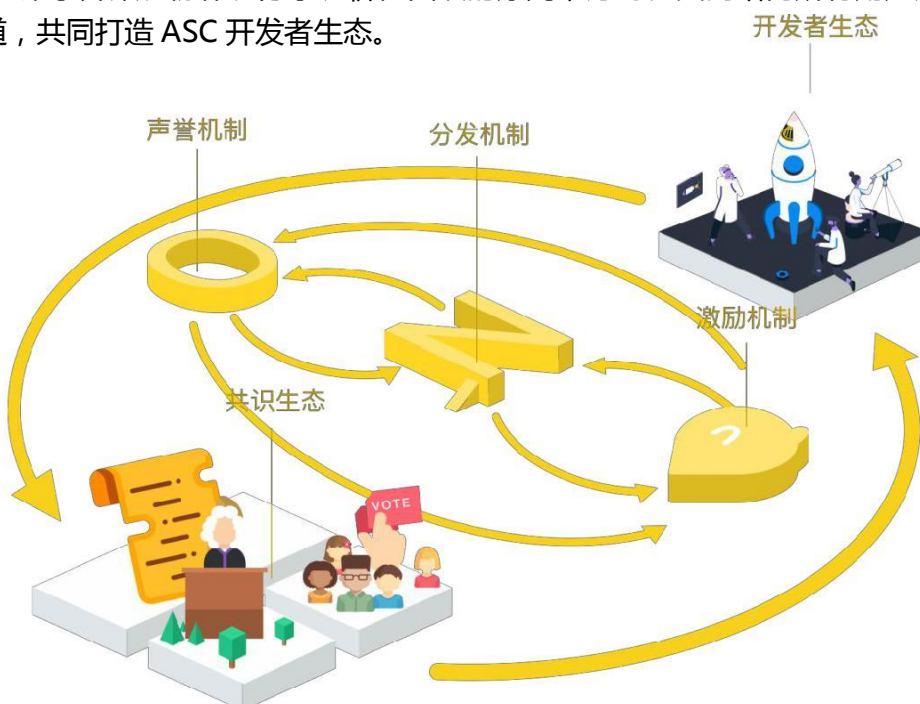 道，共同打造 ASC 开发者生态。
开发者生态
声誉机制
分发机制
激励机制
共识生态
VOTE